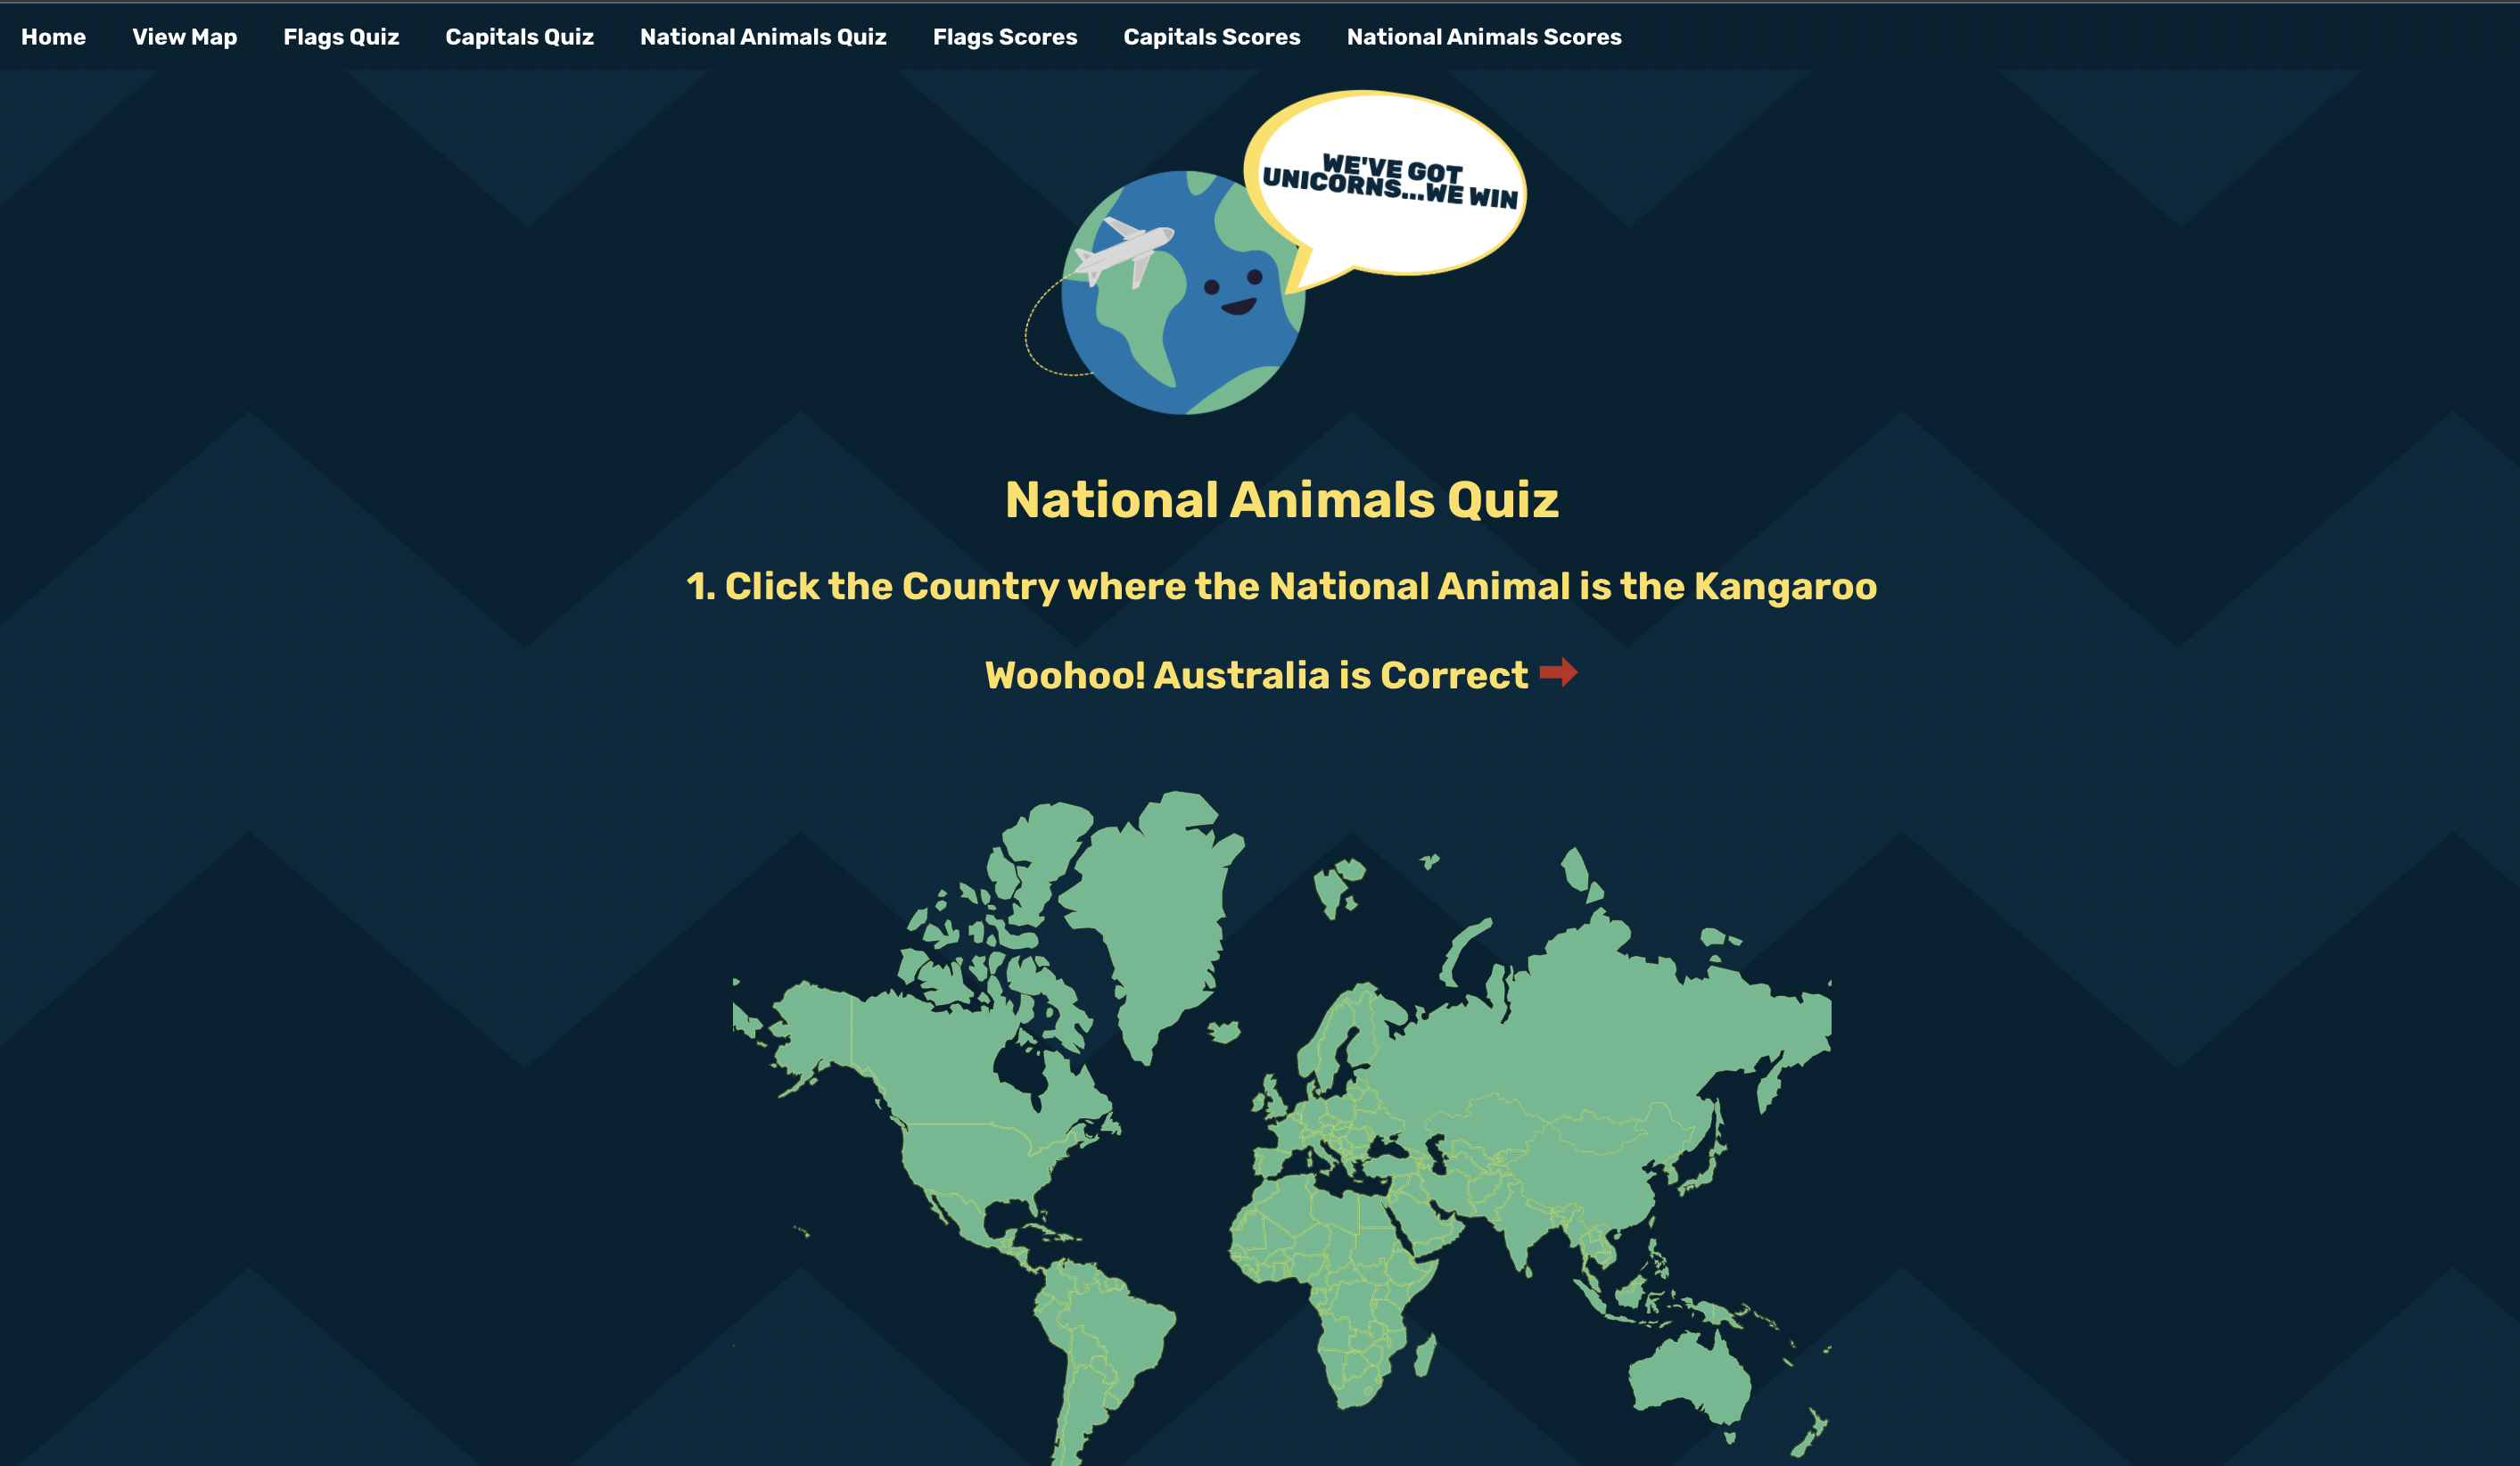 Home View Map Flags Quiz Capitals Quiz National Animals Quiz Flags Scores Capitals Scores National Animals Scores
WE'VE GOT
UNICORNS...WE WIN
National Animals Quiz
1. Click the Country where the National Animal is the Kangaroo
Woohoo! Australia is Correct